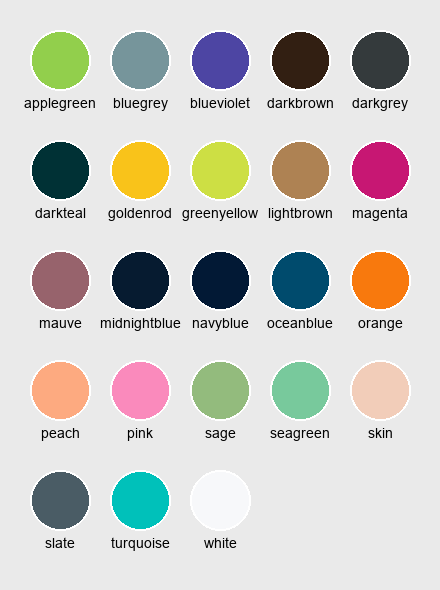 applegreen bluegrey blueviolet darkbrown darkgrey
darkteal goldenrod greenyellow lightbrown magenta
mauve midnightblue navyblue oceanblue orange
peach pink sage seagreen skin
slate turquoise white